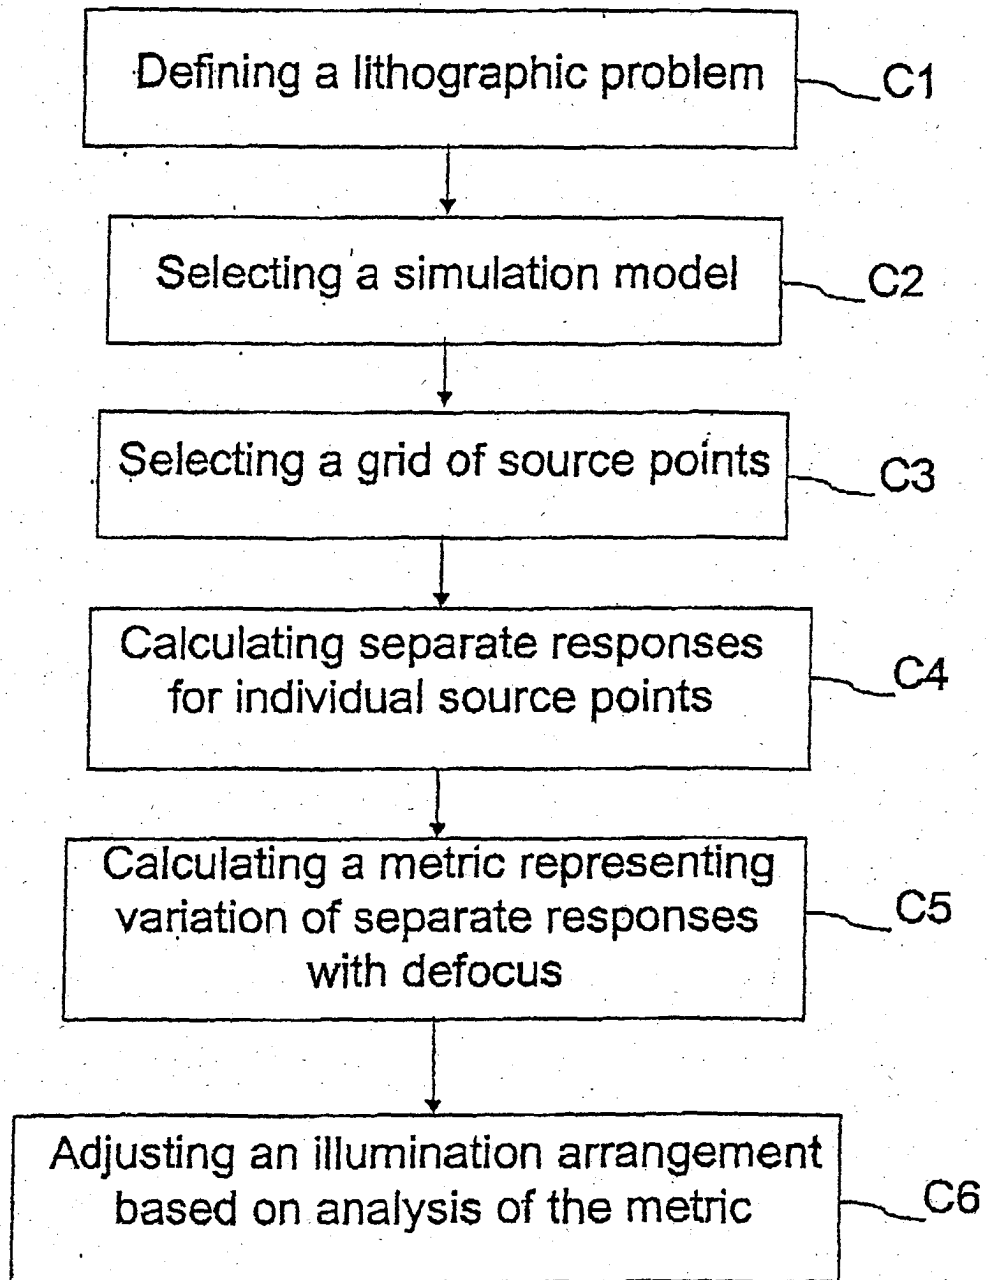 Defining a lithographic problem
C1
Selecting a simulation model
C2
Selecting a grid of source points
C3
Calculating separate responses
for individual source points
C4
Calculating a metric representing
variation of separate responses
with defocus
C5
Adjusting an illumination arrangement
based on analysis of the metric
C6